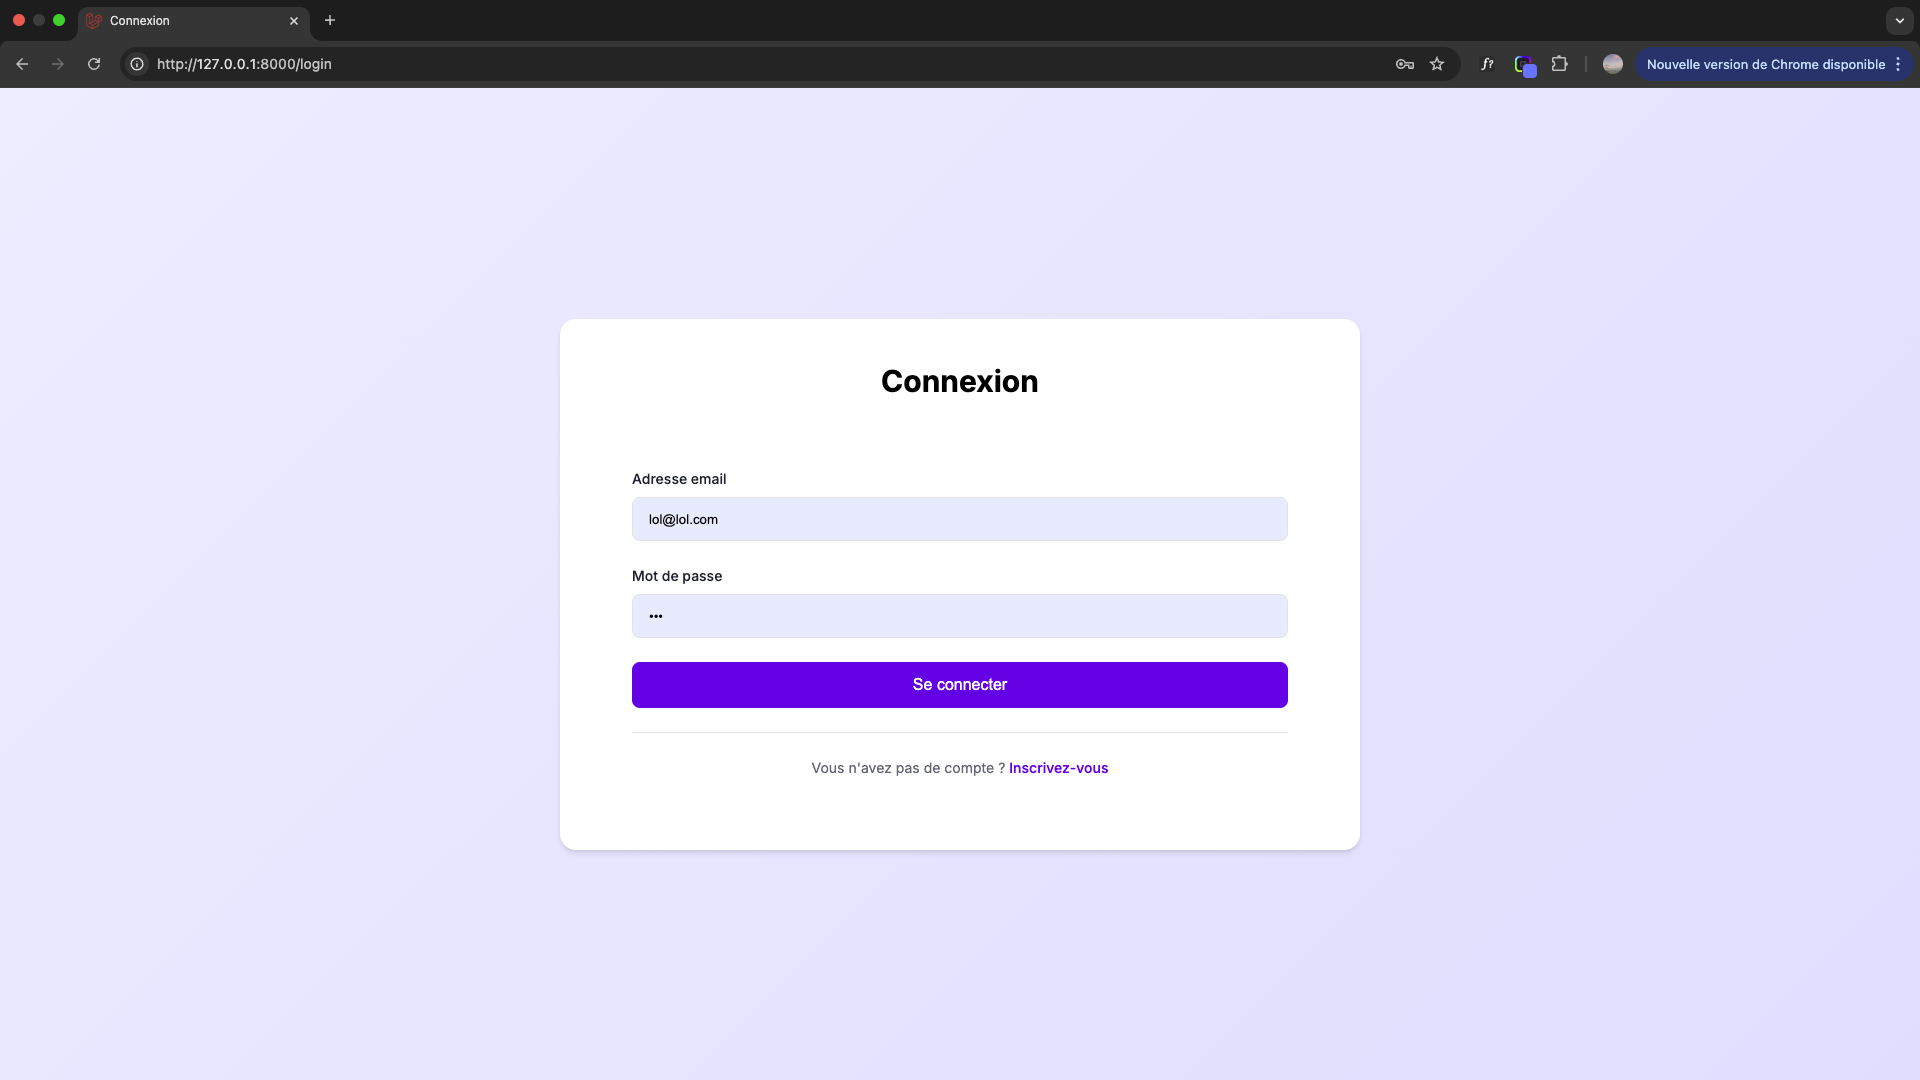 Connexion
http://127.0.0.1:8000/login
f?
Nouvelle version de Chrome disponible
Connexion
Adresse email
lol@lol.com
Mot de passe
•••
Se connecter
Vous n'avez pas de compte ? Inscrivez-vous